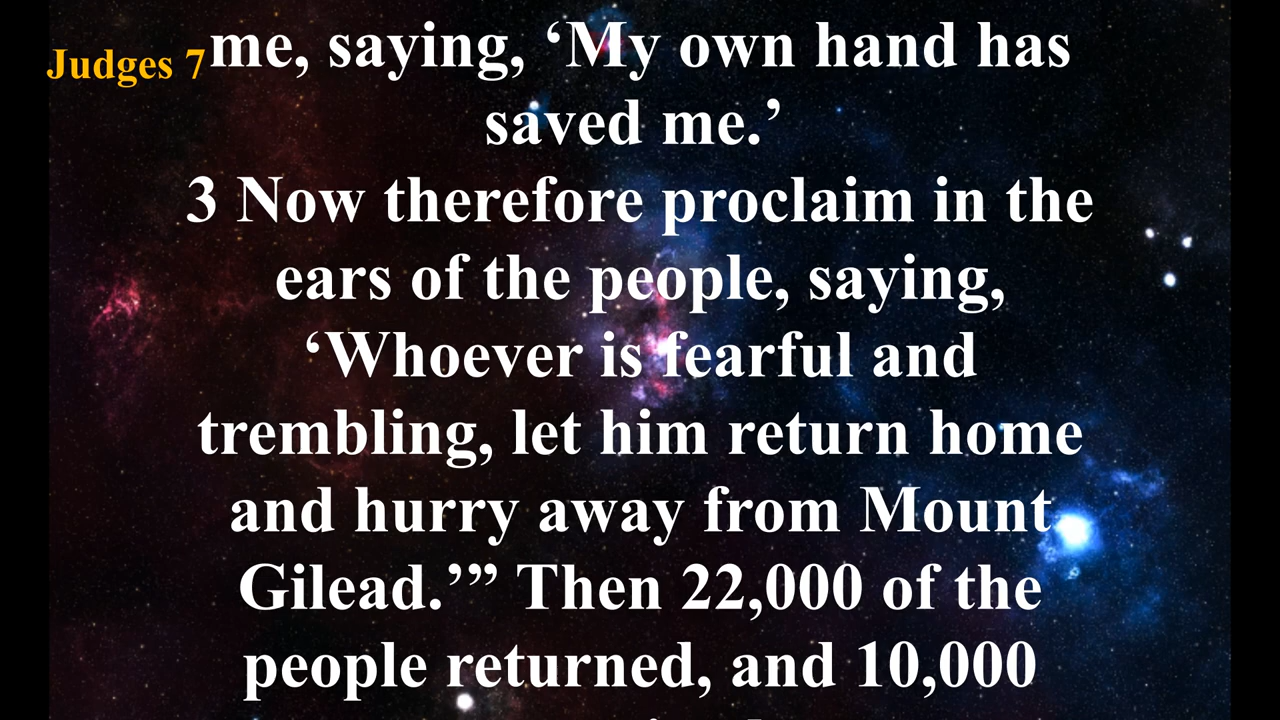 Judges 7
me, saying, ‘My own hand has
saved me.’
3 Now therefore proclaim in the
ears of the people, saying,
‘Whoever is fearful and
trembling, let him return home
and hurry away from Mount
Gilead.’” Then 22,000 of the
people returned, and 10,000